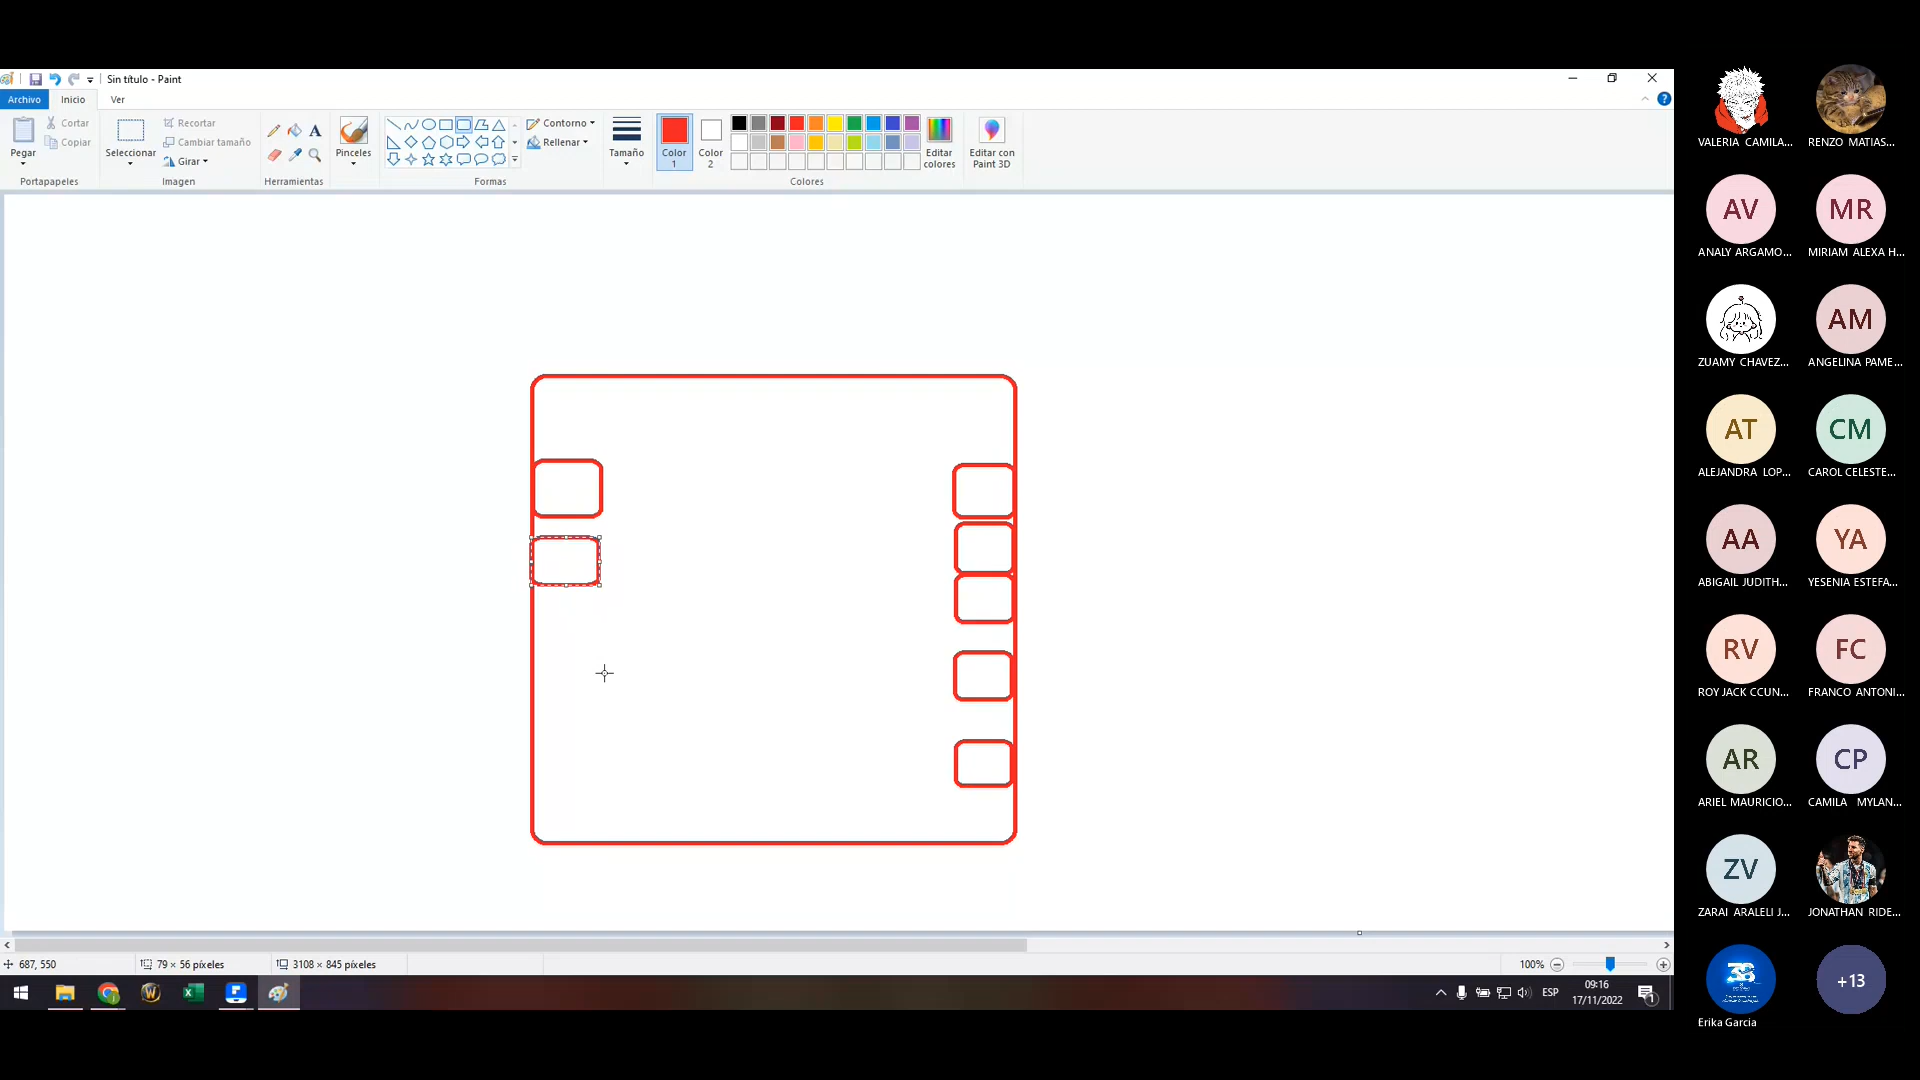 Sin título - Paint
Archivo Inicio Ver
Pegar
Cortar
Copiar
Portapapeles
Seleccionar
Recortar
Cambiar tamaño
Girar
Imagen
A
Herramientas
Pinceles
Contorno
Rellenar
Formas
Tamaño
Color
1
Color
2
Editar
colores
Colores
Editar con
Paint 3D
687, 550
79 × 56 píxeles
3108 × 845 píxeles
100%
ESP
09:16
17/11/2022
1
VALERIA CAMILA...
RENZO MATIAS...
AV
ANALY ARGAMO...
MR
MIRIAM ALEXA H...
ZUAMY CHAVEZ...
AM
ANGELINA PAME...
AT
ALEJANDRA LOP...
CM
CAROL CELESTE...
AA
ABIGAIL JUDITH...
YA
YESENIA ESTEFA...
RV
ROY JACK CCUN...
FC
FRANCO ANTONI...
AR
ARIEL MAURICIO...
CP
CAMILA MYLAN...
ZV
ZARAI ARALELI J...
JONATHAN RIDE...
Erika Garcia
+13